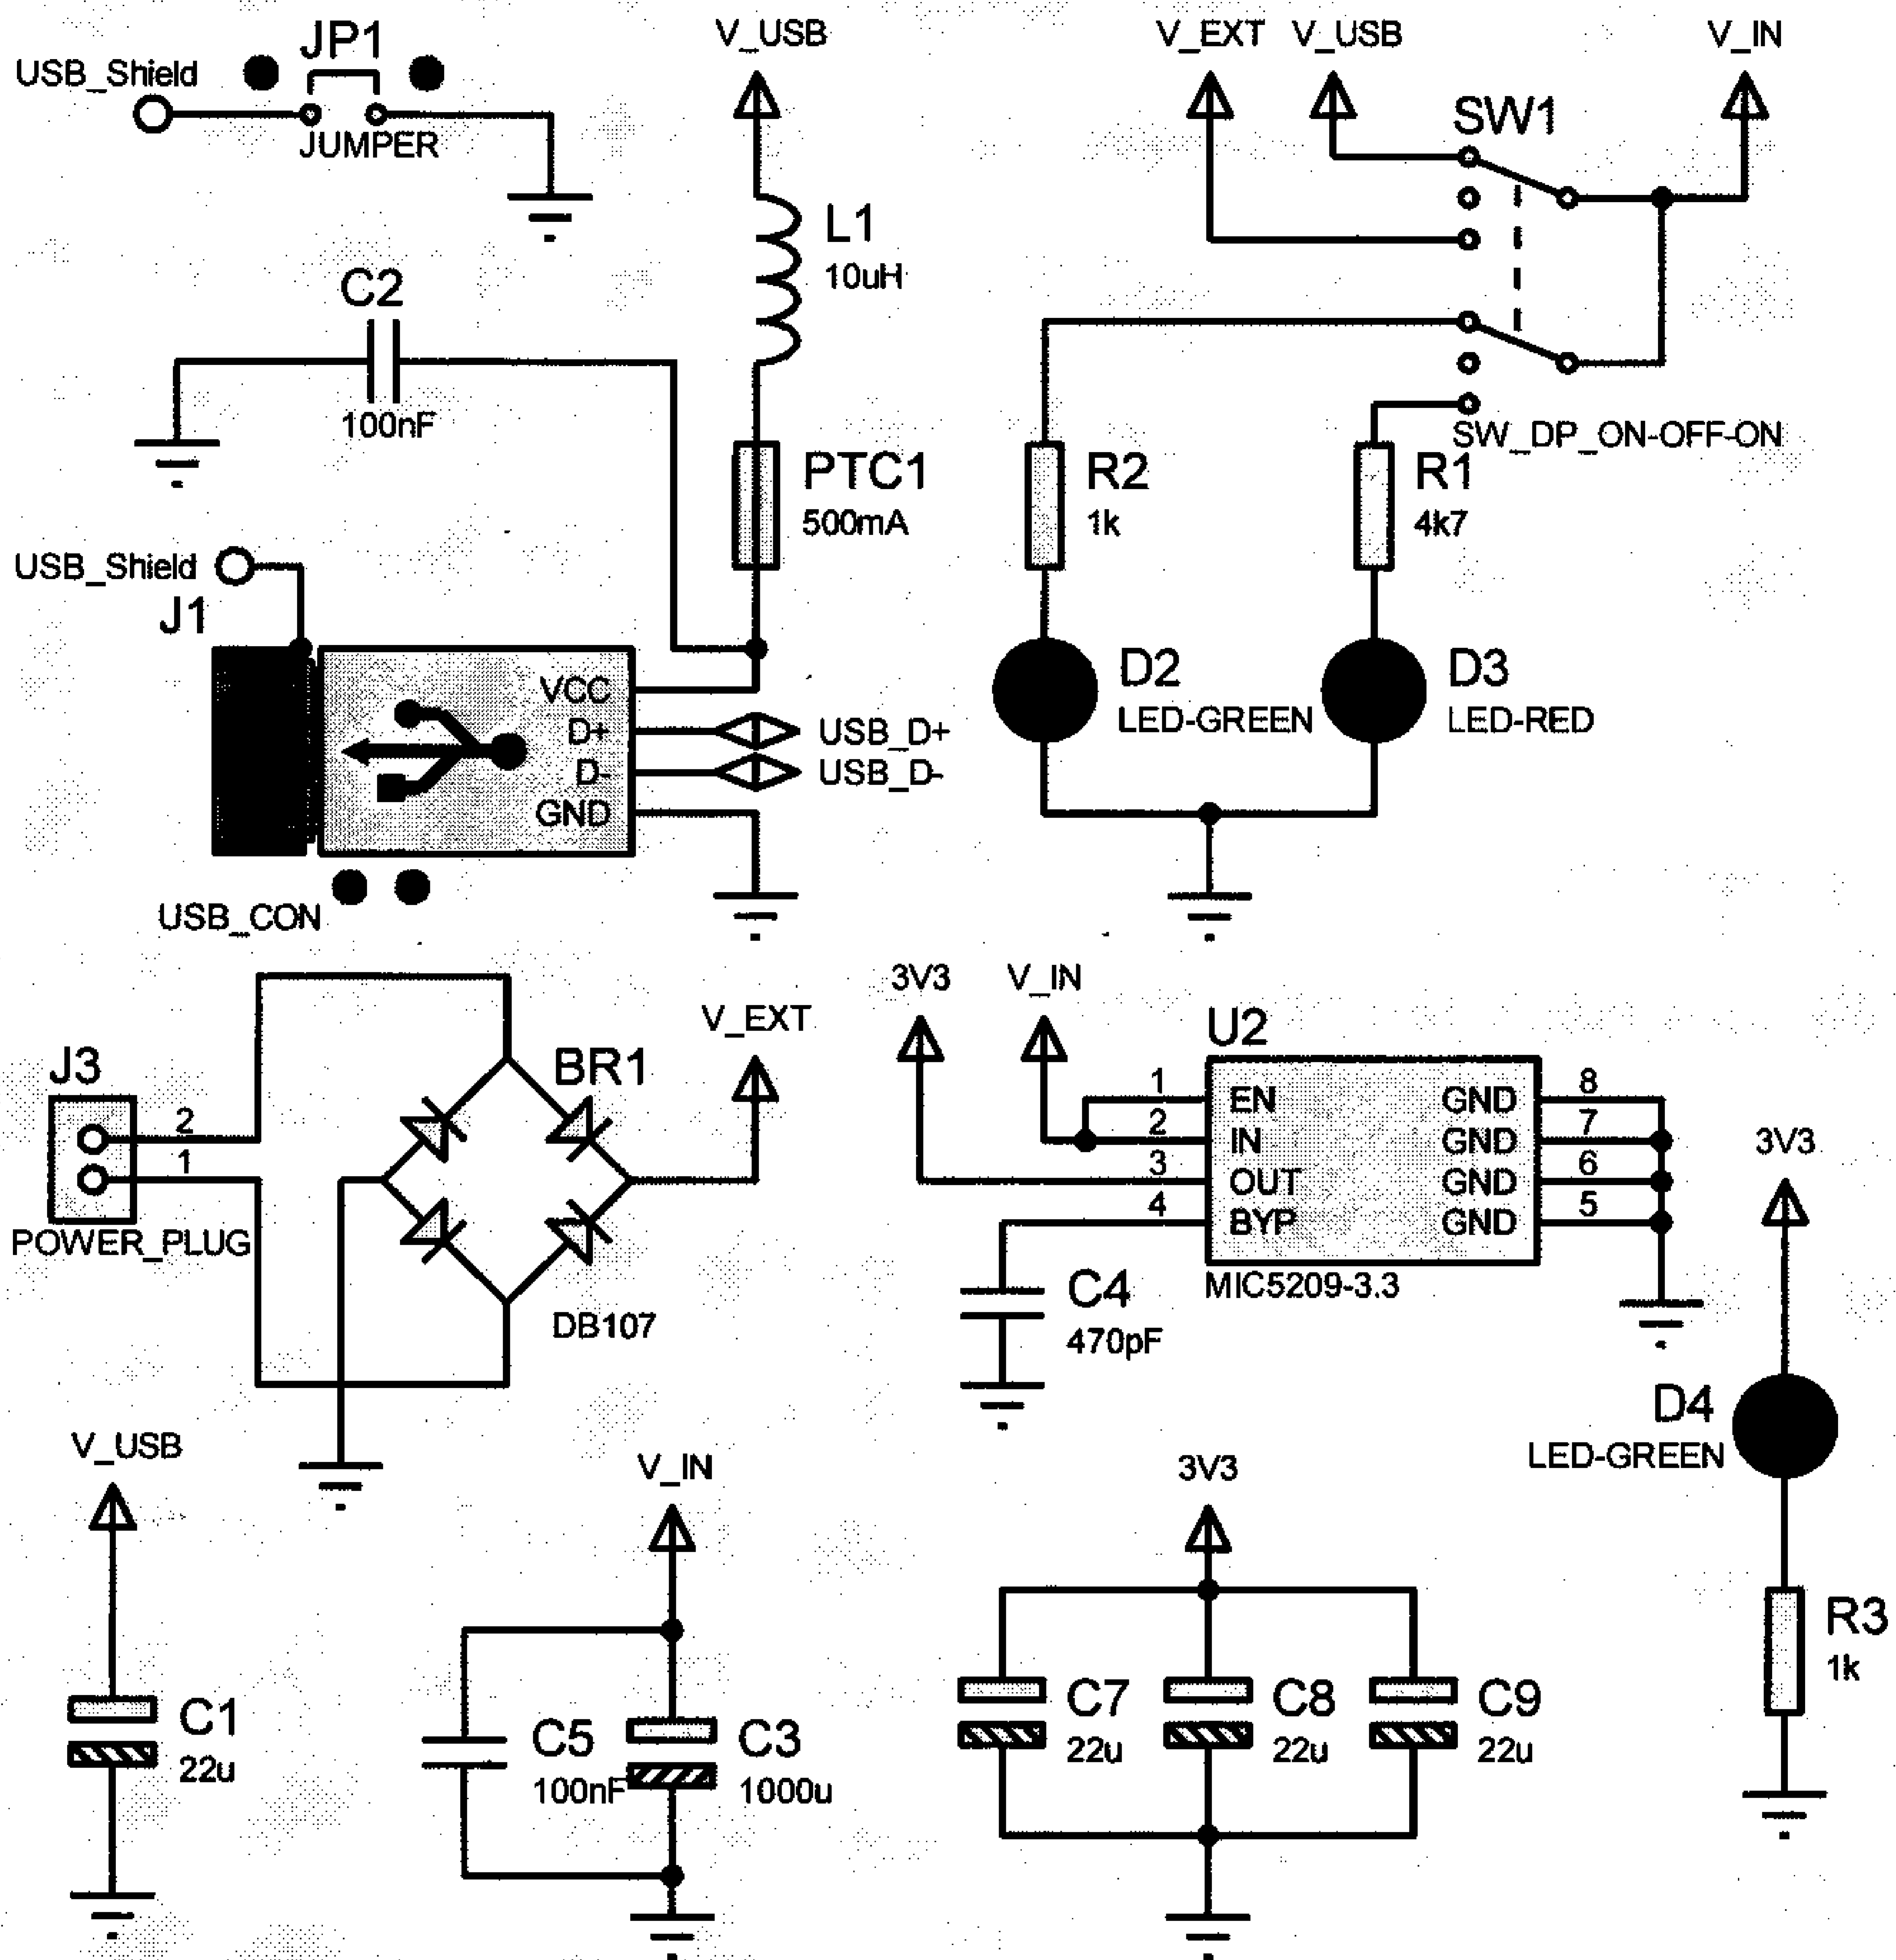 JP1
USB_Shield
JUMPER
V_USB
V_EXT
V_USB
V_IN
SW1
L1
10uH
C2
100nF
PTC1
500mA
SW_DP_ON-OFF-ON
R2
1k
R1
4k7
USB_Shield
J1
VCC
D+
D-
GND
USB_D+
USB_D-
USB_CON
D2
LED-GREEN
D3
LED-RED
J3
2
1
POWER_PLUG
BR1
DB107
V_EXT
3V3
V_IN
U2
1
2
3
4
EN
IN
OUT
BYP
GND
GND
GND
GND
8
7
6
5
MIC5209-3.3
C4
470pF
3V3
D4
LED-GREEN
R3
1k
V_USB
C1
22u
V_IN
C5
100nF
C3
1000u
3V3
C7
22u
C8
22u
C9
22u